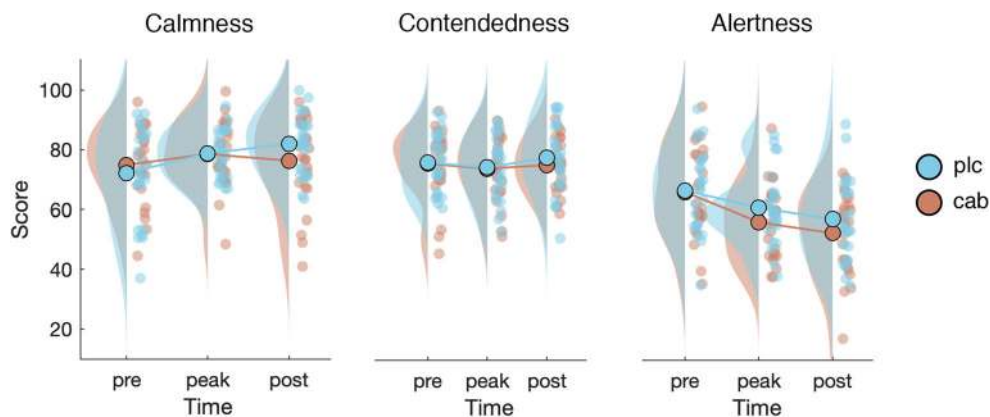 Calmness
Contendedness
Alertness
Score
100
80
60
40
20
pre peak post
Time
pre peak post
Time
pre peak post
Time
plc
cab